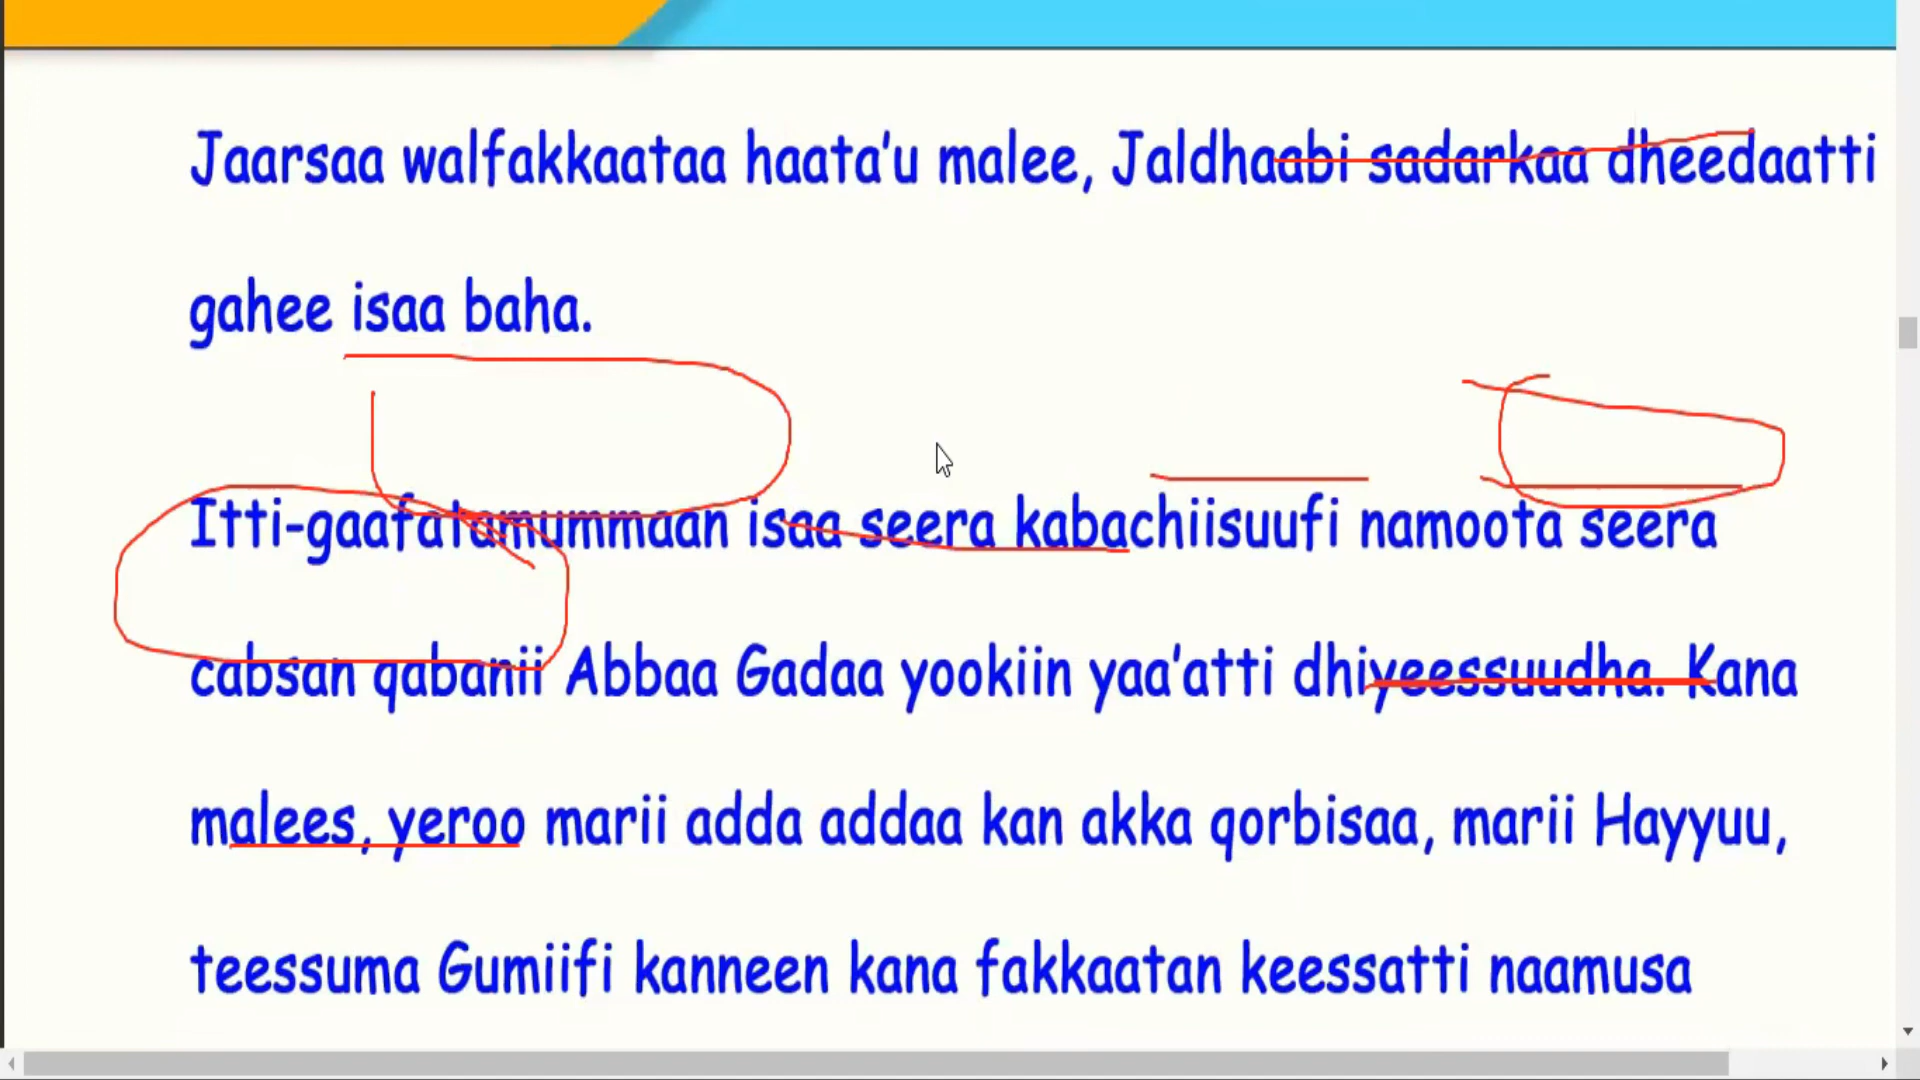 Jaarsaa walfakkaataa haata'u malee, Jaldhaabi sadarkaa dheedaatti
gahee isaa baha.
Itti-gaafatamummaan isaa seera kabachiisuufi namoota seera
cabsan qabanii Abbaa Gadaa yookiin yaa'atti dhiyeessuudha. Kana
malees, yeroo marii adda addaa kan akka qorbisaa, marii Hayyuu,
teessuma Gumiifi kanneen kana fakkaatan keessatti naamusa